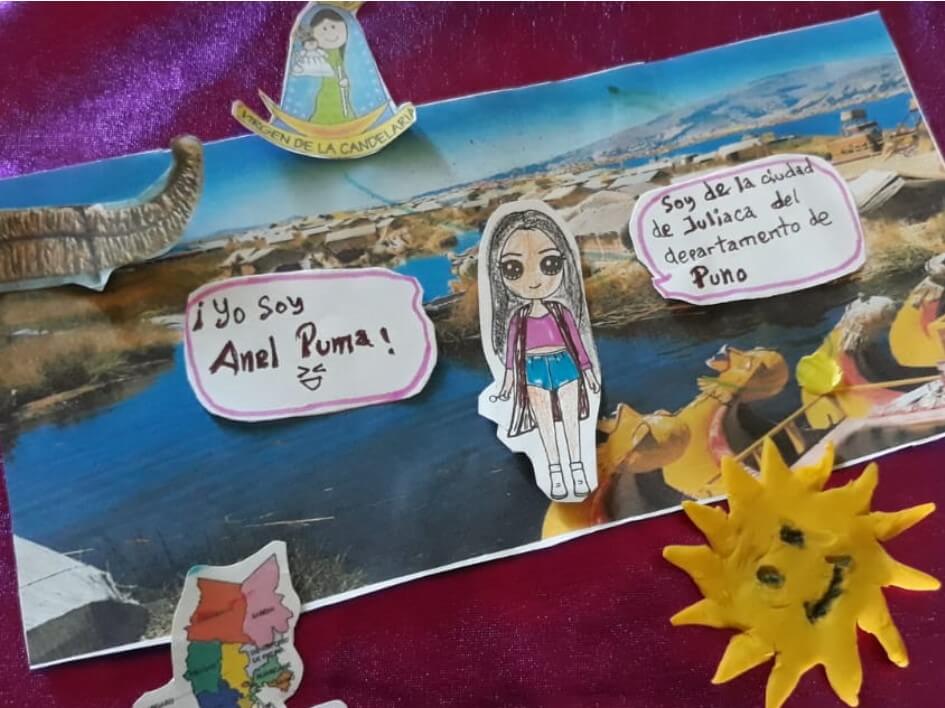 VIRGEN DE LA CANDELARIA
¡Yo Soy
Anel Puma!
Soy de la ciudad
de Juliaca del
departamento de
Puno